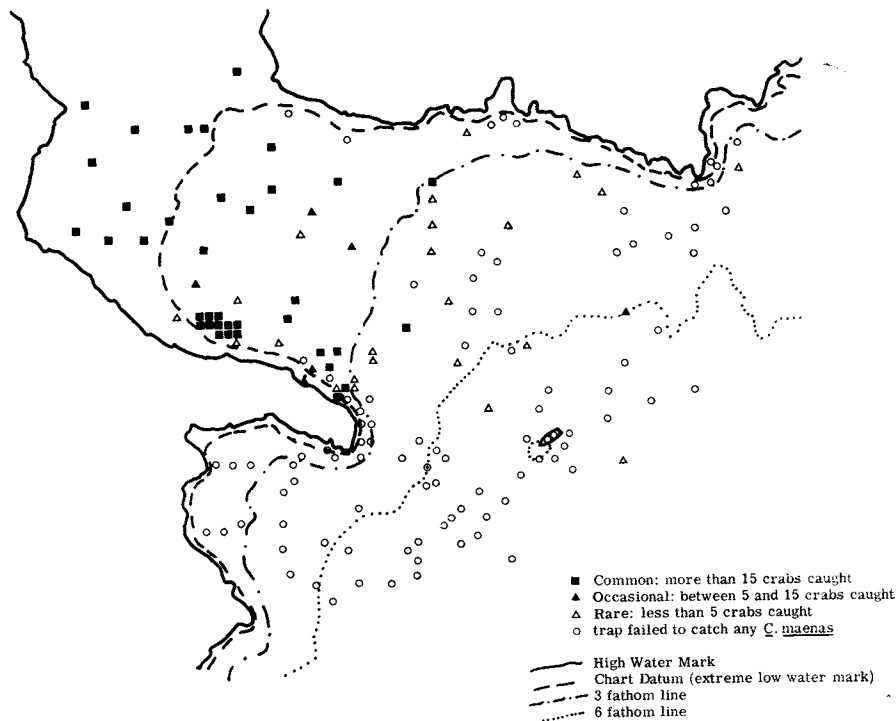 Common: more than 15 crabs caught
Occasional: between 5 and 15 crabs caught
Rare: less than 5 crabs caught
trap failed to catch any C. maenas
High Water Mark
Chart Datum (extreme low water mark)
3 fathom line
6 fathom line